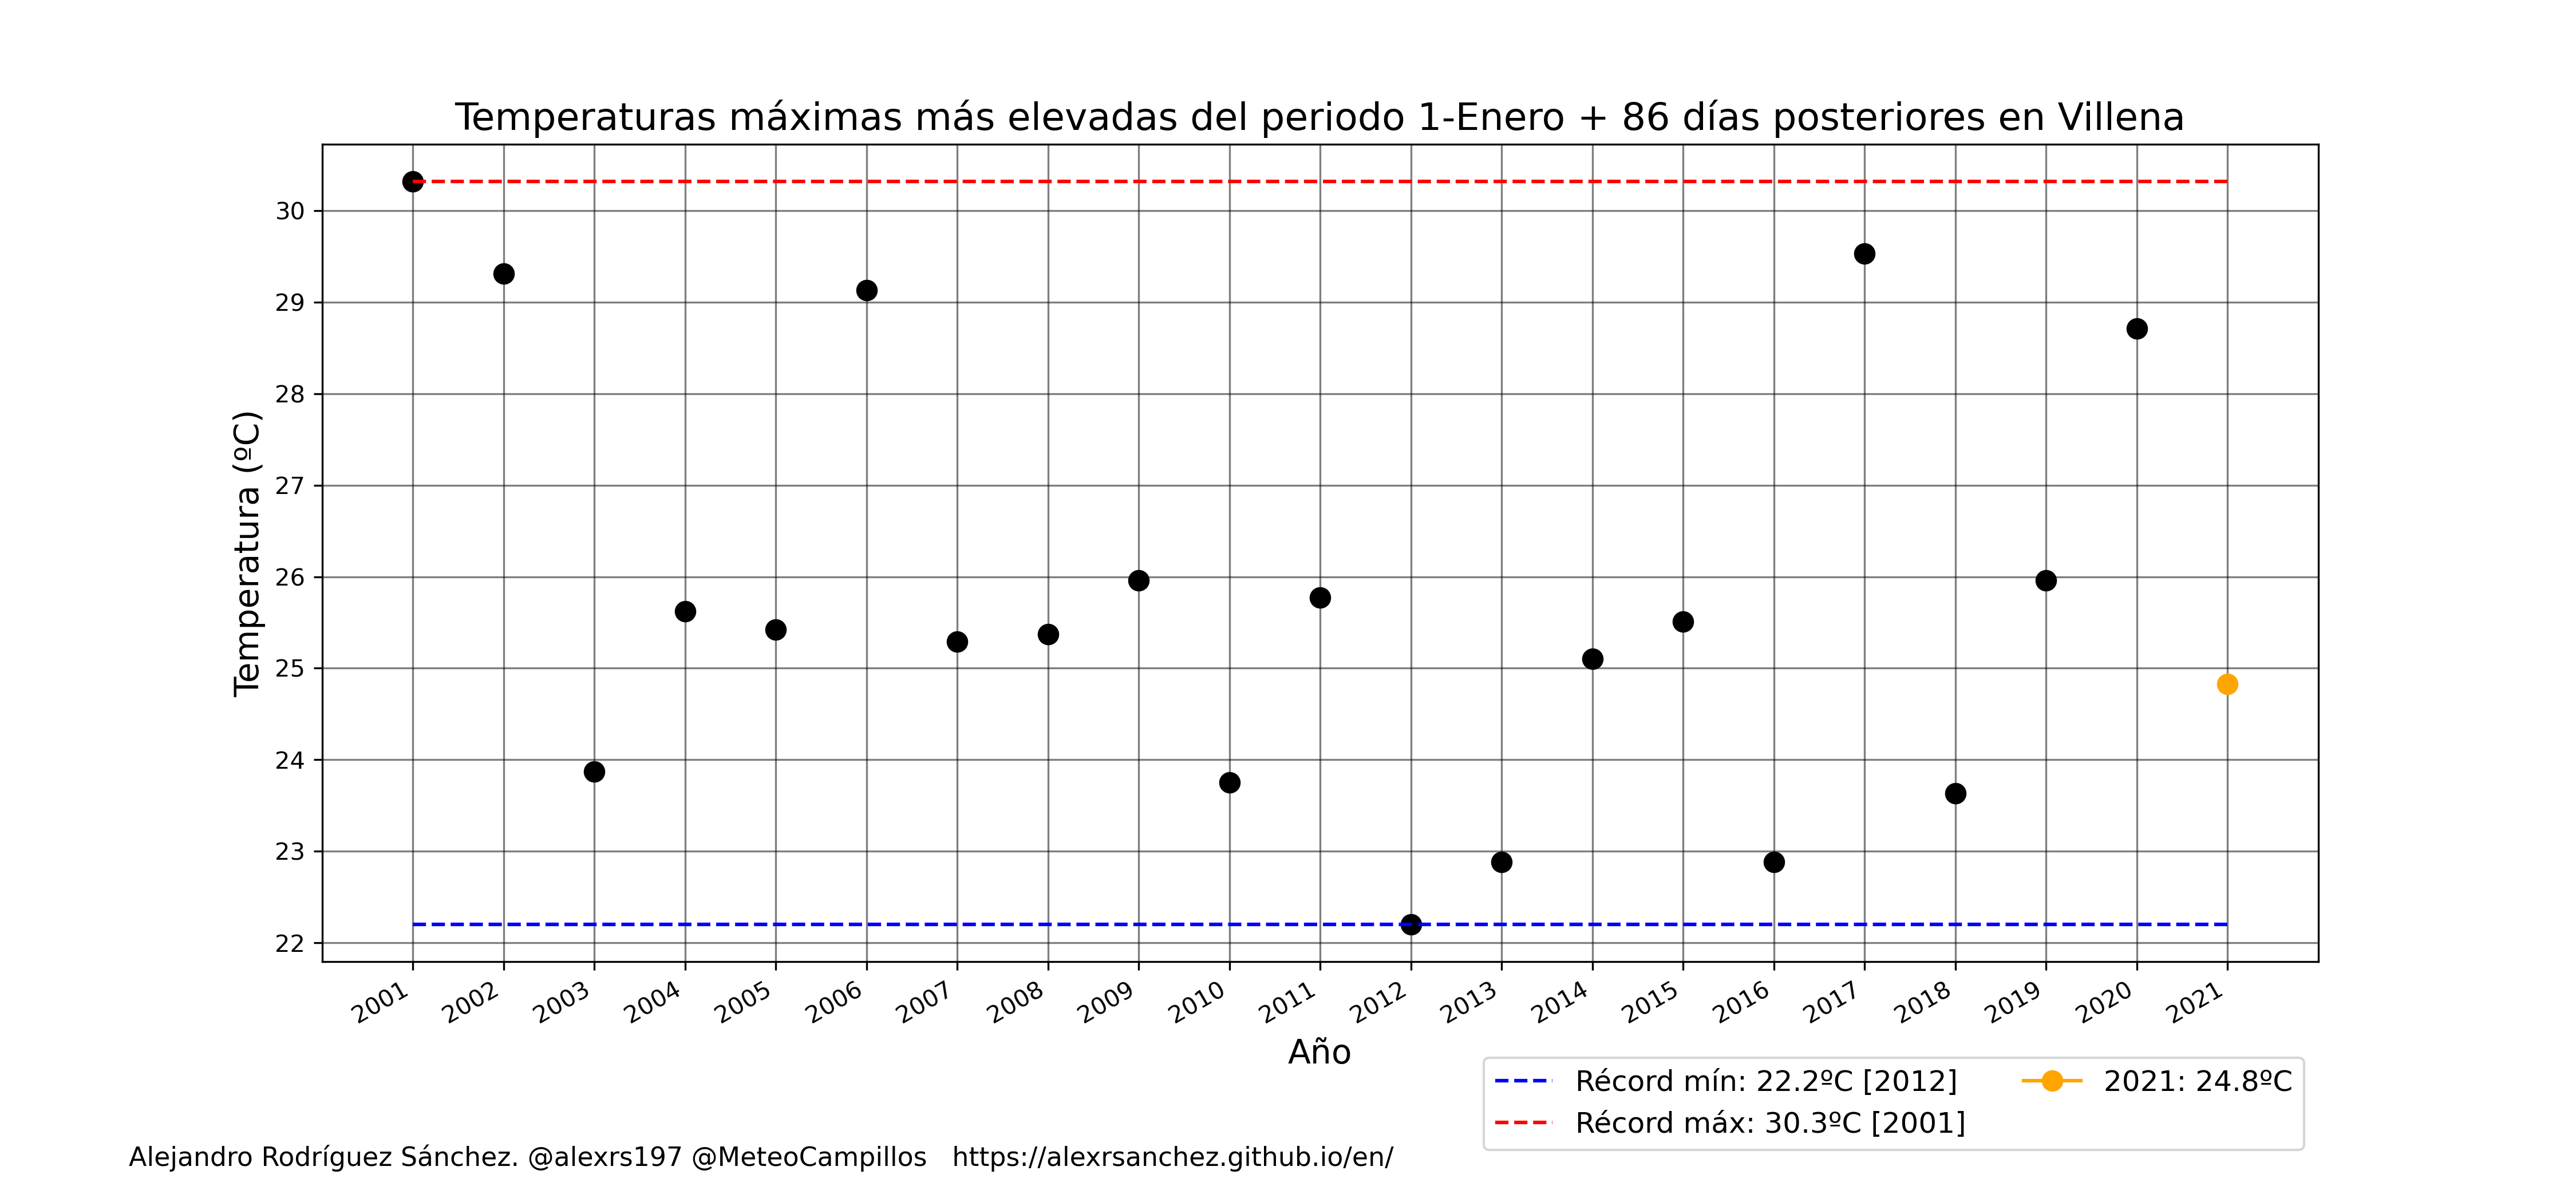 Temperaturas máximas más elevadas del periodo 1-Enero + 86 días posteriores en Villena
Temperatura (ºC)
30
29
28
27
26
25
24
23
22
2001 2002 2003 2004 2005 2006 2007 2008 2009 2010 2011 2012 2013 2014 2015 2016 2017 2018 2019 2020 2021
Año
Récord mín: 22.2ºC [2012]
Récord máx: 30.3ºC [2001]
2021: 24.8ºC
Alejandro Rodríguez Sánchez. @alexrs197 @MeteoCampillos https://alexrsanchez.github.io/en/